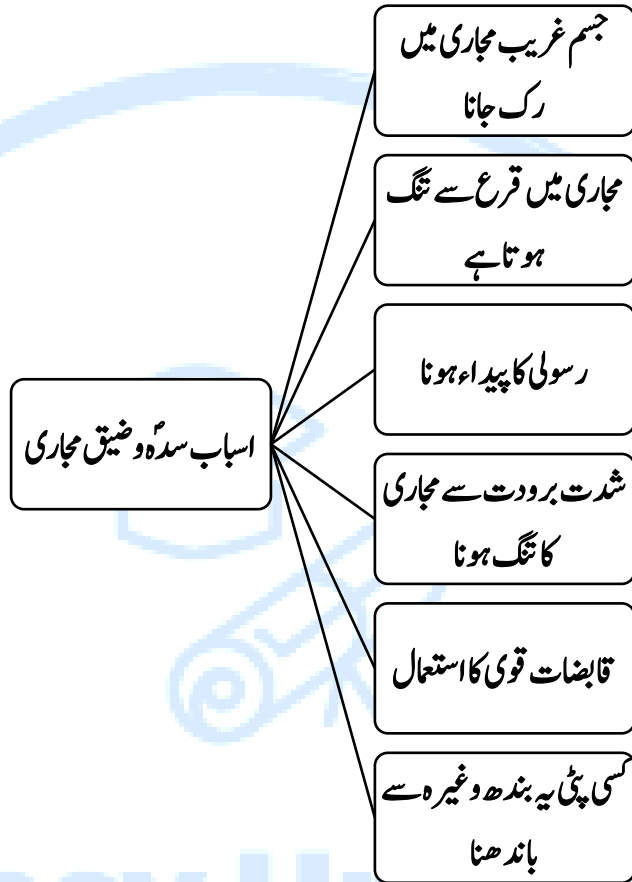 جسم غریب مجاری میں
رک جانا
مجاری میں قرع سے تنگ
ہوتا ہے
رسولی کا پیداء ہونا
اسباب سدہ و ضیق مجاری
شدت برودت سے مجاری
کا تنگ ہونا
قابضات قوی کا استعمال
کسی پٹی یہ بندھ وغیرہ سے
باندھنا